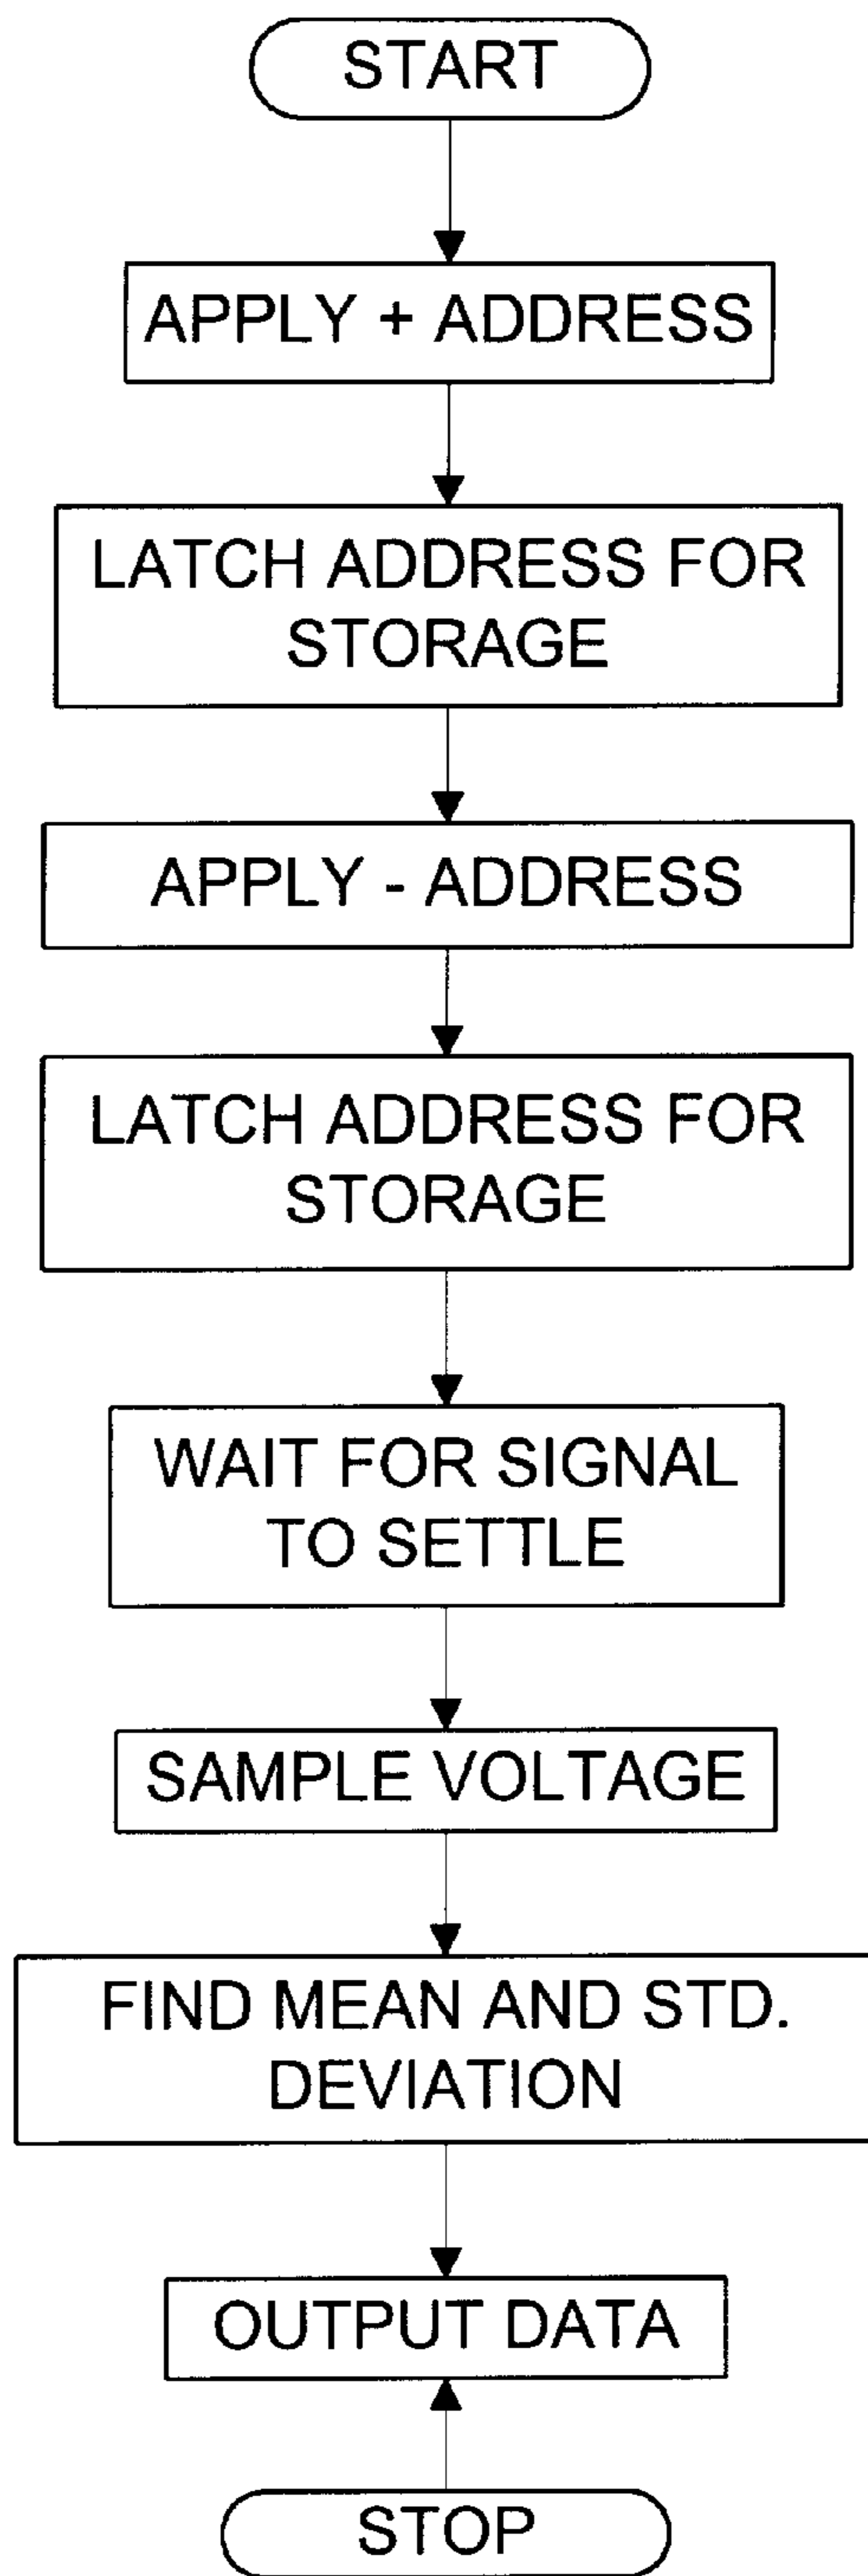 START
APPLY + ADDRESS
LATCH ADDRESS FOR
STORAGE
APPLY - ADDRESS
LATCH ADDRESS FOR
STORAGE
WAIT FOR SIGNAL
TO SETTLE
SAMPLE VOLTAGE
FIND MEAN AND STD.
DEVIATION
OUTPUT DATA
STOP